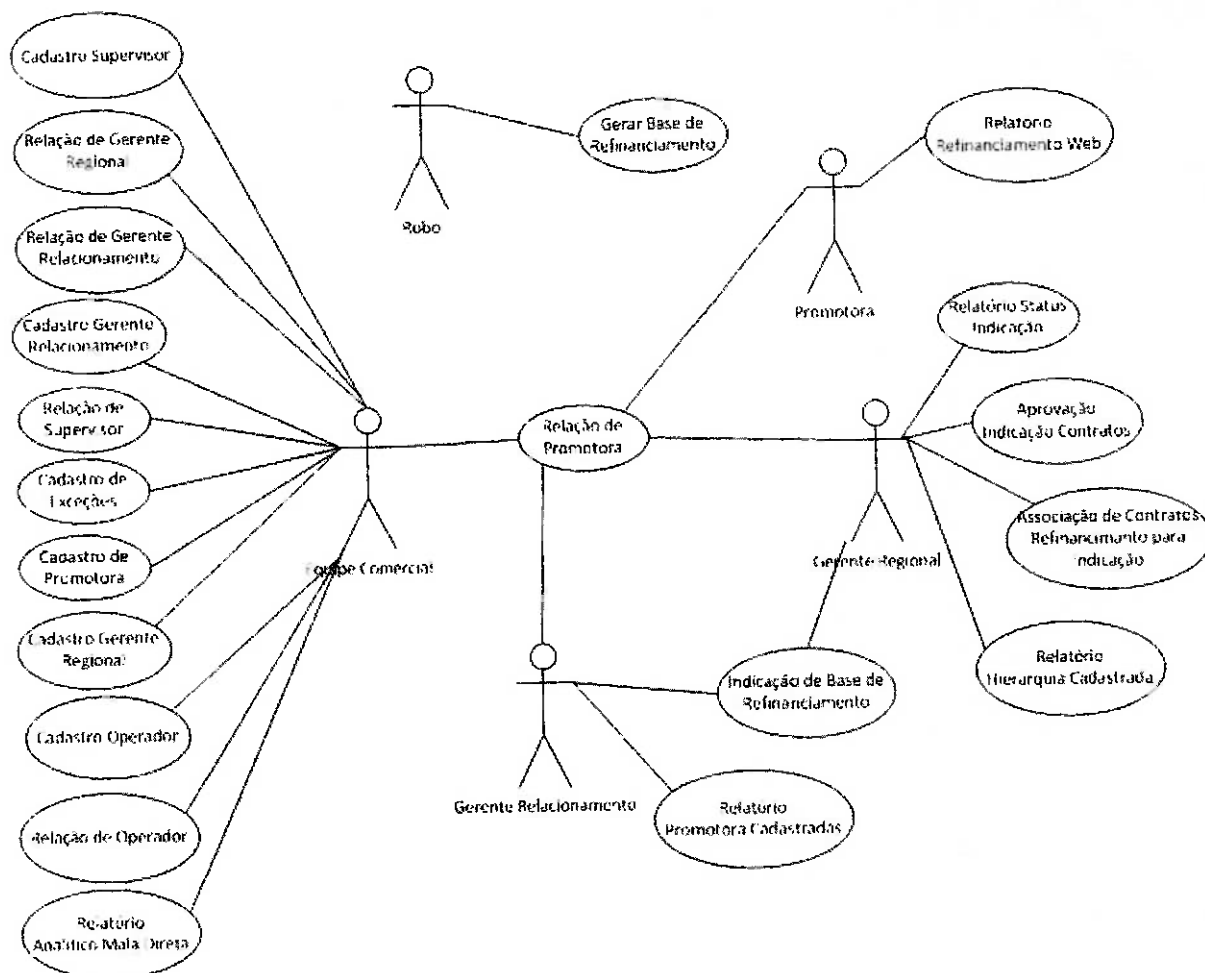 Cadastro Supervisor
Relação de Gerente
Regional
Relação de Gerente
Relacionamento
Cadastro Gerente
Relacionamento
Relação de
Supervisor
Cadastro de
Exceções
Cadastro de
Promotora
Cadastro Gerente
Regional
Cadastro Operador
Relação de Operador
Relatório
Analítico Mala Direta
Equipe Comercial
Robo
Gerar Base de
Refinanciamento
Relação de
Promotora
Promotora
Relatorio
Refinanciamento Web
Relatório Status
Indicação
Aprovação
Indicação Contratos
Associação de Contratos
Refinancimanto para
Indicação
Relatório
Hierarquia Cadastrada
Gerente Regional
Indicação de Base de
Refinanciamento
Gerente Relacionamento
Relatório
Promotora Cadastradas